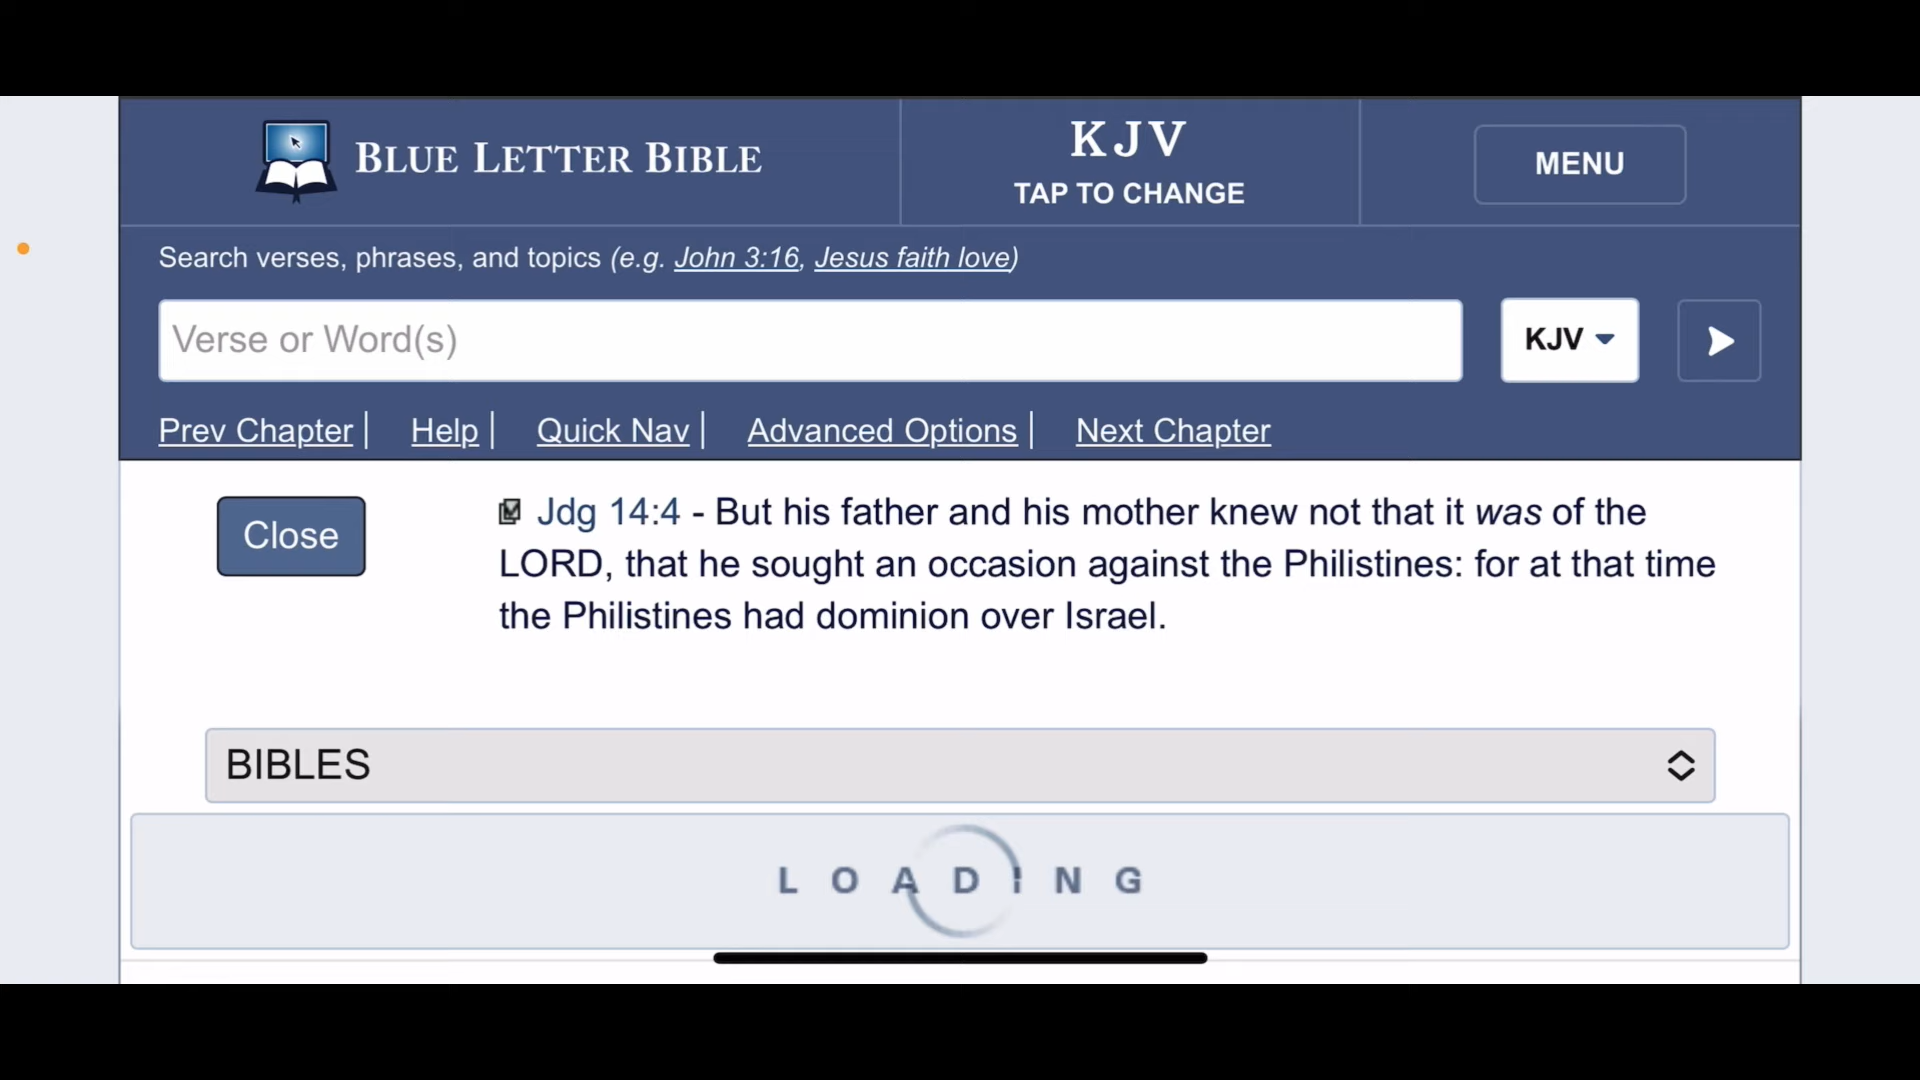 BLUE LETTER BIBLE
KJV
TAP TO CHANGE
MENU
Search verses, phrases, and topics (e.g. John 3:16, Jesus faith love)
Verse or Word(s)
KJV
Prev Chapter | Help | Quick Nav | Advanced Options | Next Chapter
Close
Jdg 14:4 - But his father and his mother knew not that it was of the
LORD, that he sought an occasion against the Philistines: for at that time
the Philistines had dominion over Israel.
BIBLES
LOADING